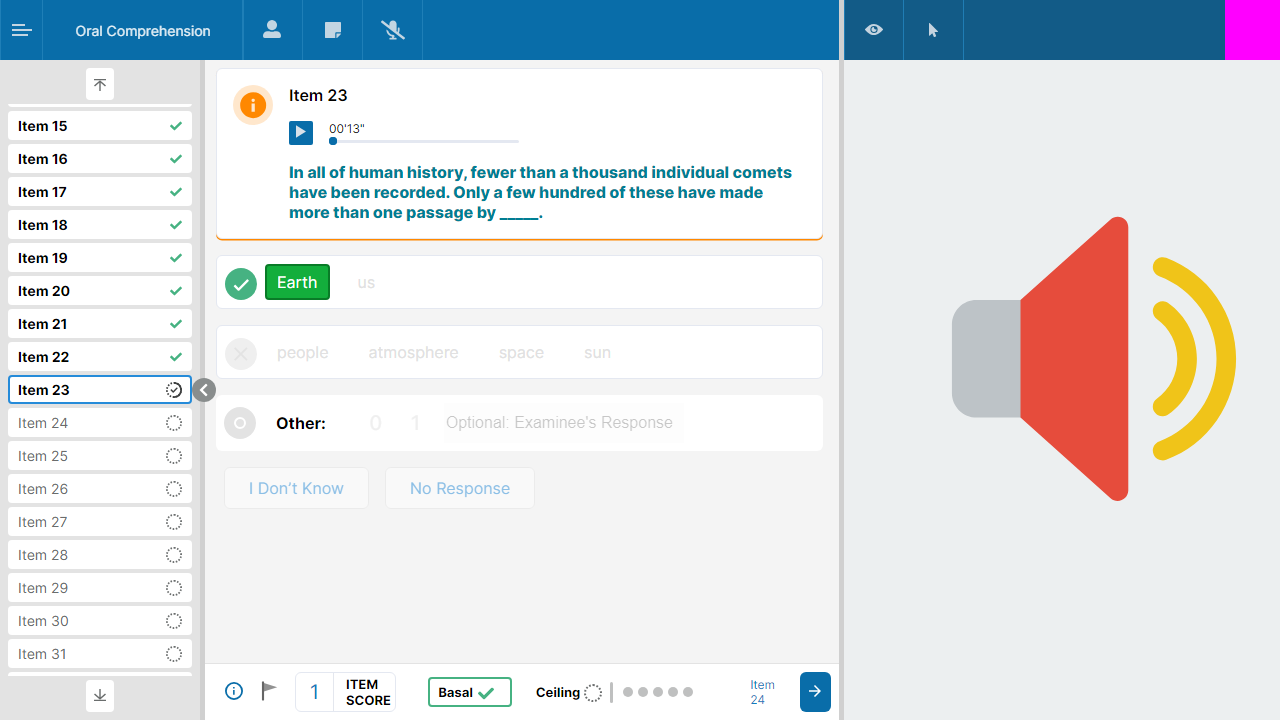 Oral Comprehension
Item 15
Item 16
Item 17
Item 18
Item 19
Item 20
Item 21
Item 22
Item 23
Item 24
Item 25
Item 26
Item 27
Item 28
Item 29
Item 30
Item 31
Item 23
00'13"
In all of human history, fewer than a thousand individual comets
have been recorded. Only a few hundred of these have made
more than one passage by _____.
Earth us
people atmosphere space sun
Other: 0 1 Optional: Examinee's Response
I Don't Know No Response
1 ITEM
SCORE
Basal
Ceiling
Item
24